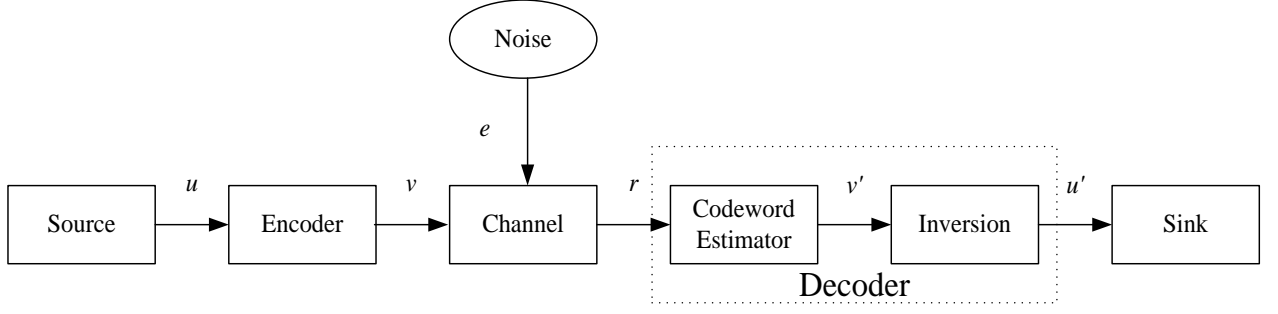 Noise
e
u
v
r
v'
u'
Source
Encoder
Channel
Codeword
Estimator
Inversion
Sink
Decoder